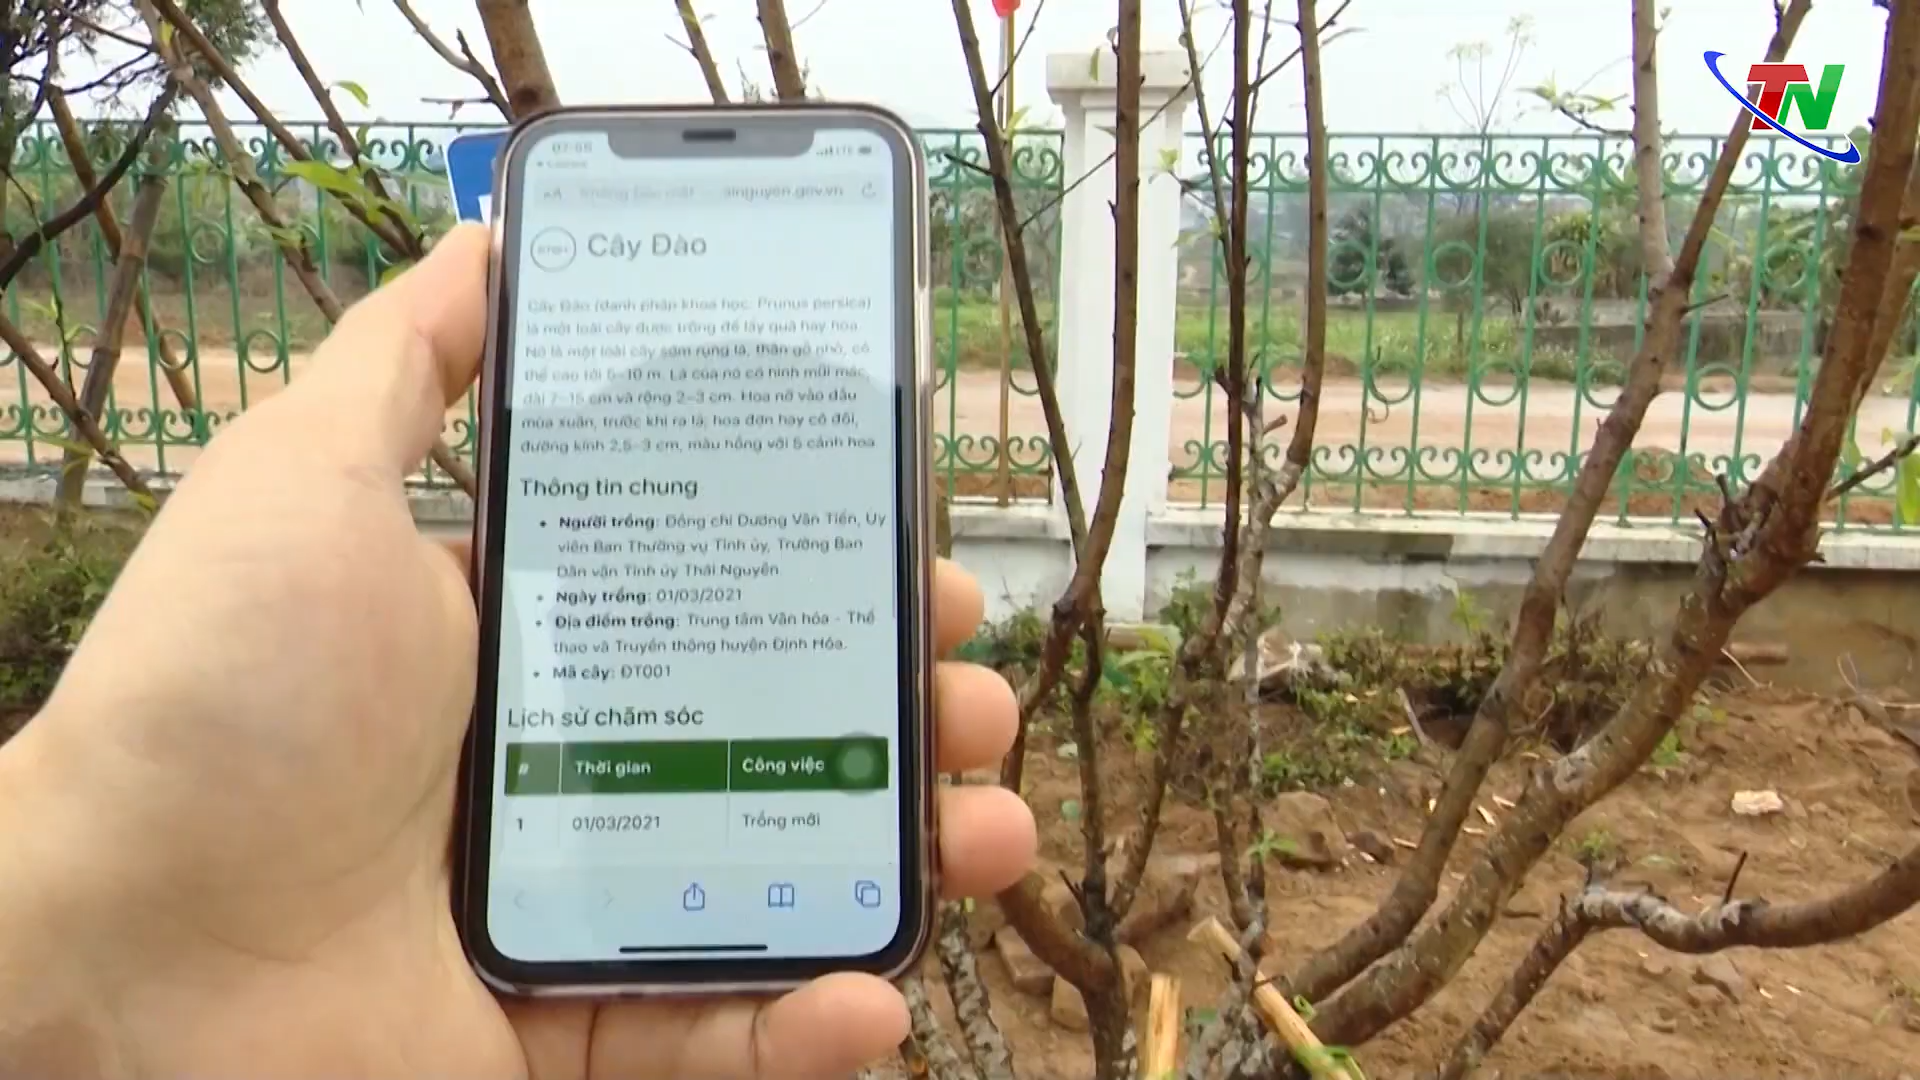 TN
07:56
LTE
AA
ainguyen.gov.vn
Cây Đào
Cây Đào (danh pháp khoa học: Prunus persica)
là một loài cây được trồng để lấy quả hay hoa.
Nó là một loài cây sớm rụng lá, thân gỗ nhỏ, có
thể cao tới 5–10 m. Lá của nó có hình mũi mác,
dài 7–15 cm và rộng 2–3 cm. Hoa nở vào đầu
mùa xuân, trước khi ra lá; hoa đơn hay có đôi,
đường kính 2,5–3 cm, màu hồng với 5 cánh hoa
Thông tin chung
Người trồng: Đồng chí Dương Văn Tiến, Ủy
viên Ban Thường vụ Tỉnh ủy, Trưởng Ban
Dân vận Tỉnh ủy Thái Nguyên.
Ngày trồng: 01/03/2021
Địa điểm trồng: Trung tâm Văn hóa - Thể
thao và Truyền thông huyện Định Hóa.
Mã cây: ĐT001
Lịch sử chăm sóc
# Thời gian Công việc
1 01/03/2021 Trồng mới